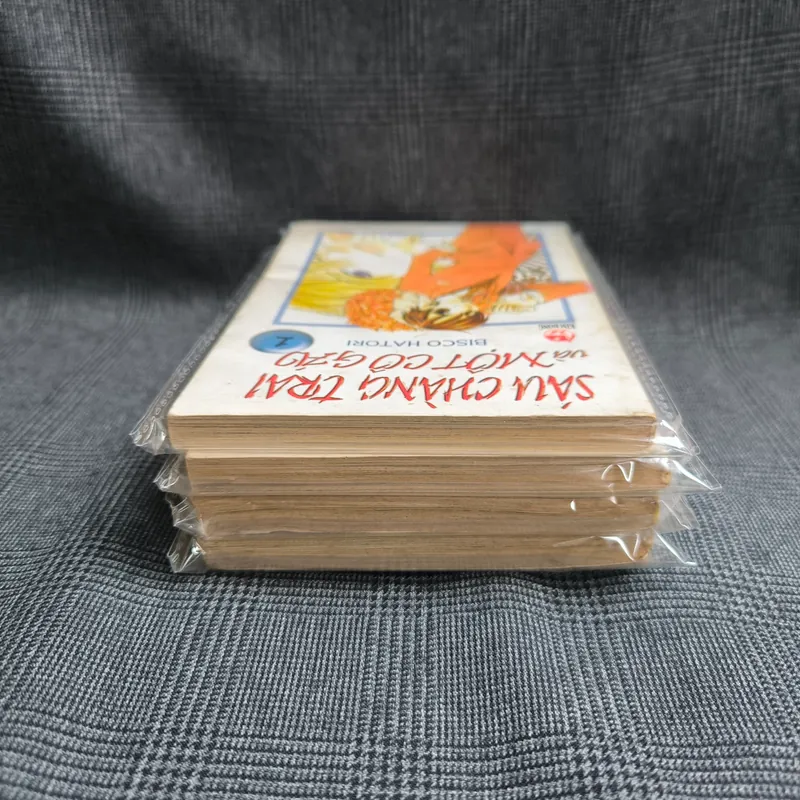 SÁU CHÀNG TRAI
và MỘT CÔ GÁI
BISCO HATORI